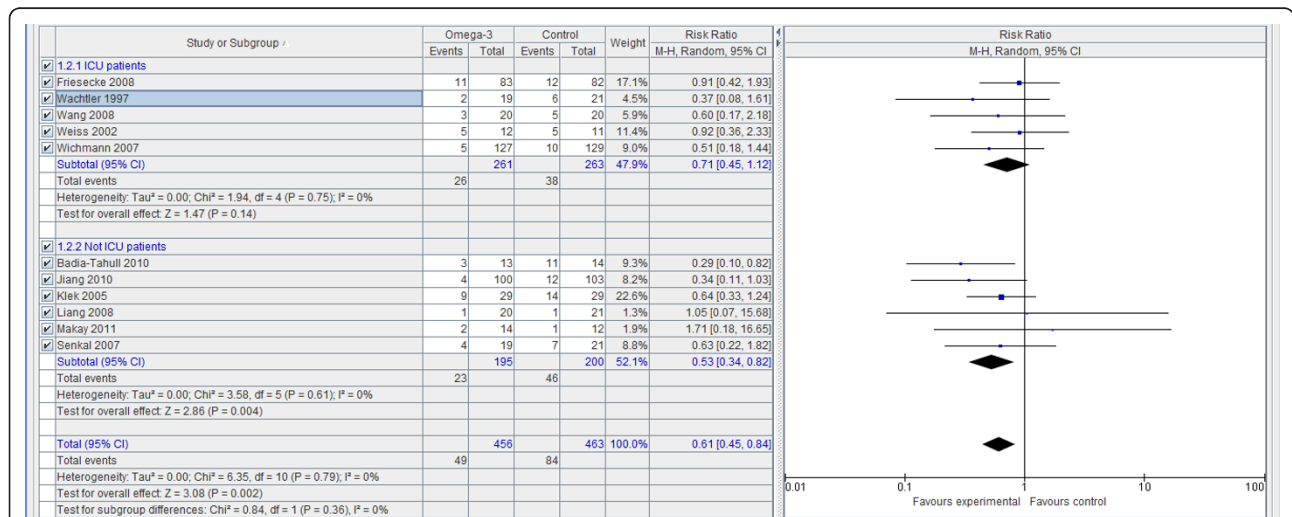 Study or Subgroup Omega-3 Control Weight Risk Ratio Risk Ratio
Events Total Events Total M-H, Random, 95% CI M-H, Random, 95% CI
1.2.1 ICU patients
Friesecke 2008 11 83 12 82 17.1% 0.91 [0.42, 1.93]
Wachtler 1997 2 19 6 21 4.5% 0.37 [0.08, 1.61]
Wang 2008 3 20 5 20 5.9% 0.60 [0.17, 2.18]
Weiss 2002 5 12 5 11 11.4% 0.92 [0.36, 2.33]
Wichmann 2007 5 127 10 129 9.0% 0.51 [0.18, 1.44]
Subtotal (95% CI) 261 263 47.9% 0.71 [0.45, 1.12]
Total events 26 38
Heterogeneity: Tau² = 0.00; Chi² = 1.94, df = 4 (P = 0.75); I² = 0%
Test for overall effect: Z = 1.47 (P = 0.14)
1.2.2 Not ICU patients
Badia-Tahull 2010 3 13 11 14 9.3% 0.29 [0.10, 0.82]
Jiang 2010 4 100 12 103 8.2% 0.34 [0.11, 1.03]
Klek 2005 9 29 14 29 22.6% 0.64 [0.33, 1.24]
Liang 2008 1 20 1 21 1.3% 1.05 [0.07, 15.68]
Makay 2011 2 14 1 12 1.9% 1.71 [0.18, 16.65]
Senkal 2007 4 19 7 21 8.8% 0.63 [0.22, 1.82]
Subtotal (95% CI) 195 200 52.1% 0.53 [0.34, 0.82]
Total events 23 46
Heterogeneity: Tau² = 0.00; Chi² = 3.58, df = 5 (P = 0.61); I² = 0%
Test for overall effect: Z = 2.86 (P = 0.004)
Total (95% CI) 456 463 100.0% 0.61 [0.45, 0.84]
Total events 49 84
Heterogeneity: Tau² = 0.00; Chi² = 6.35, df = 10 (P = 0.79); I² = 0%
Test for overall effect: Z = 3.08 (P = 0.002)
Test for subgroup differences: Chi² = 0.84, df = 1 (P = 0.36), I² = 0%
0.01 0.1 1 10 100
Favours experimental Favours control